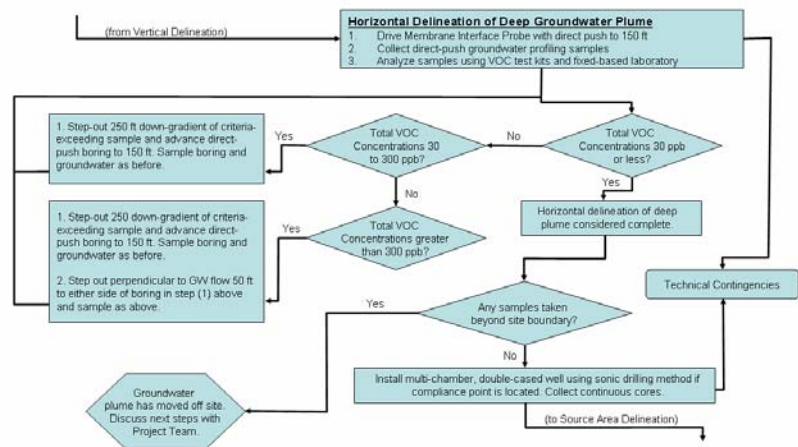 (from Vertical Delineation)
Horizontal Delineation of Deep Groundwater Plume
1. Drive Membrane Interface Probe with direct push to 150 ft
2. Collect direct-push groundwater profiling samples
3. Analyze samples using VOC test kits and fixed-based laboratory
1. Step-out 250 ft down-gradient of criteria-
exceeding sample and advance direct-
push boring to 150 ft. Sample boring and
groundwater as before.
Yes
Total VOC
Concentrations 30
to 300 ppb?
No
Total VOC
Concentrations 30 ppb
or less?
No
Yes
1. Step-out 250 down-gradient of criteria-
exceeding sample and advance direct-
push boring to 150 ft. Sample boring and
groundwater as before.
2. Step out perpendicular to GW flow 50 ft
to either side of boring in step (1) above
and sample as above.
Yes
Total VOC
Concentrations greater
than 300 ppb?
Horizontal delineation of deep
plume considered complete.
Technical Contingencies
Yes
Any samples taken
beyond site boundary?
No
Groundwater
plume has moved off site.
Discuss next steps with
Project Team.
Install multi-chamber, double-cased well using sonic drilling method if
compliance point is located. Collect continuous cores.
(to Source Area Delineation)